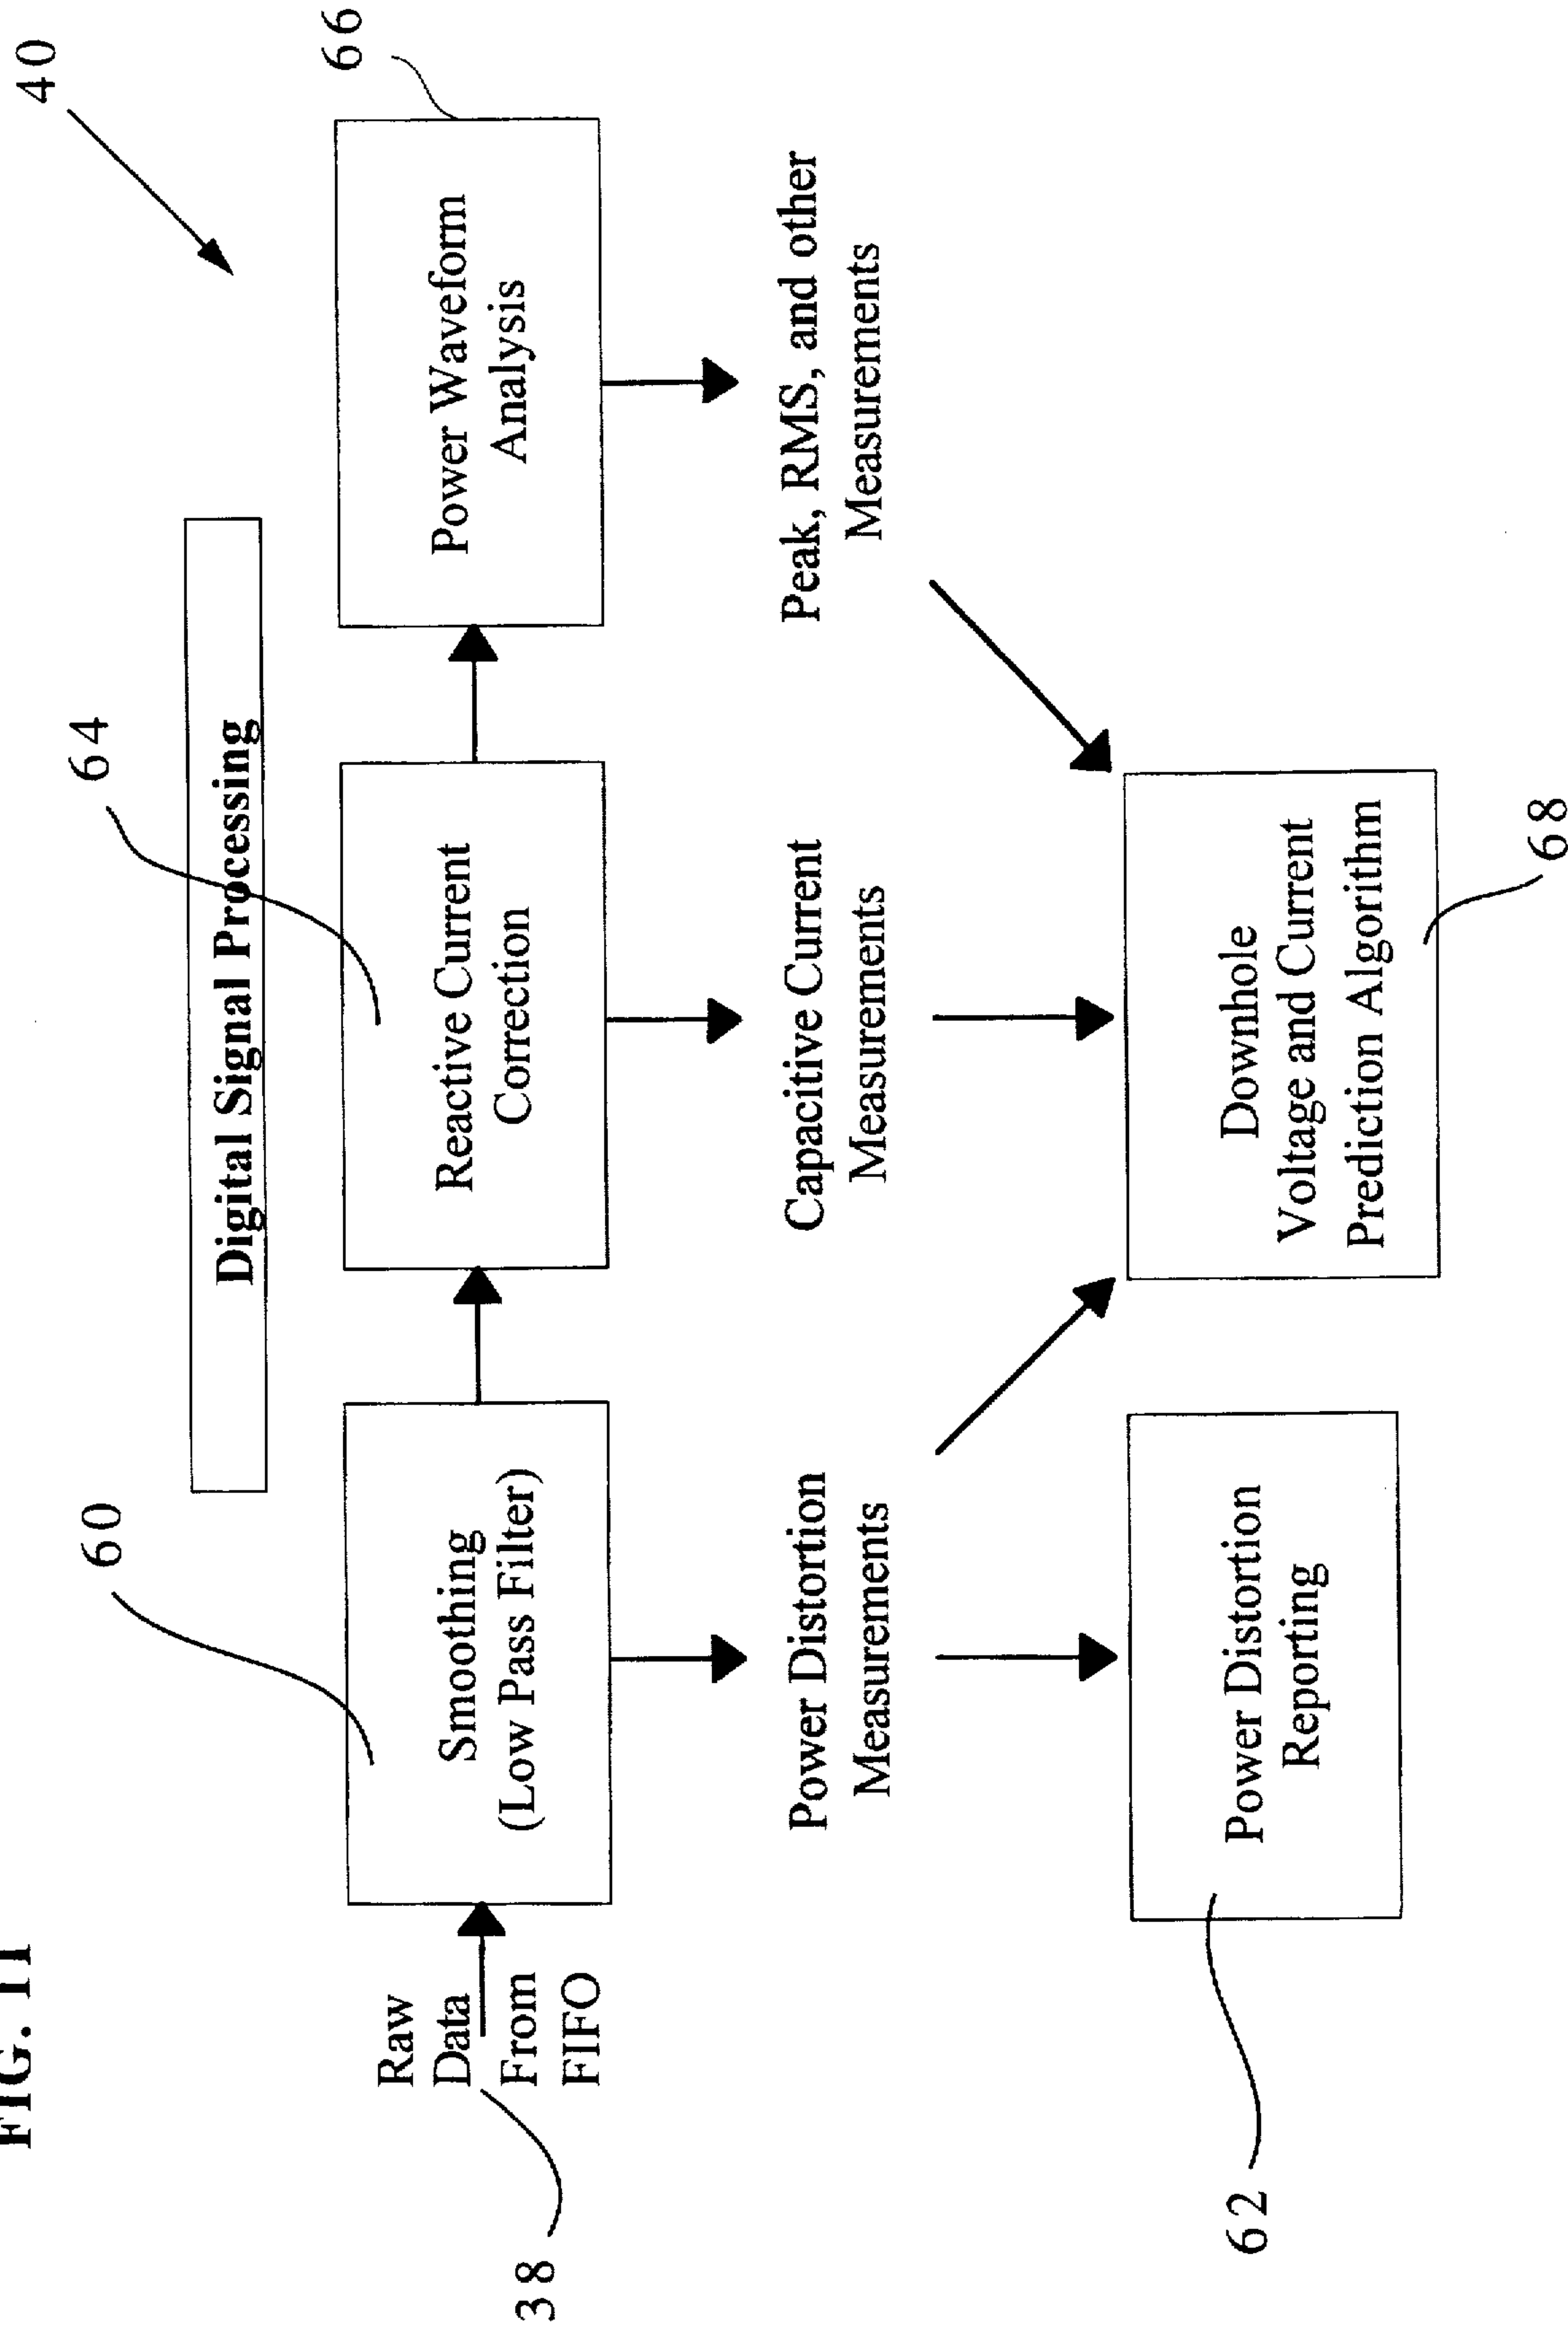 FIG. 11
40
Digital Signal Processing
60
64
66
Raw
Data
From
FIFO
38
Smoothing
(Low Pass Filter)
Reactive Current
Correction
Power Waveform
Analysis
Power Distortion
Measurements
Capacitive Current
Measurements
Peak, RMS, and other
Measurements
Power Distortion
Reporting
62
Downhole
Voltage and Current
Prediction Algorithm
68